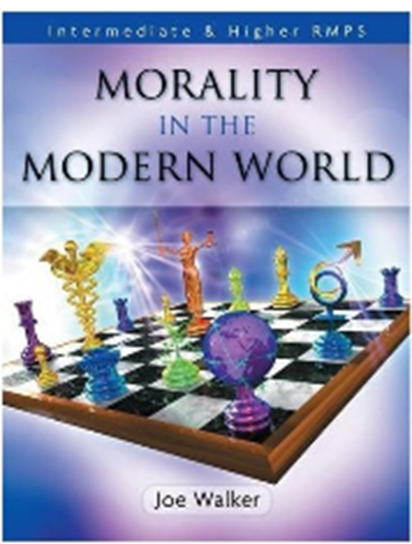 Intermediate & Higher RMPS
MORALITY
IN THE
MODERN WORLD
Joe Walker